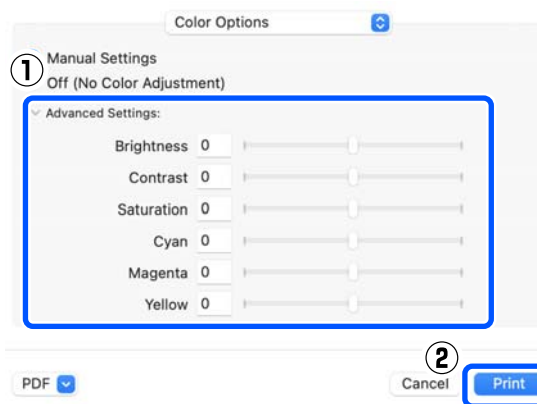 Color Options
①
Manual Settings
Off (No Color Adjustment)
Advanced Settings:
Brightness 0
Contrast 0
Saturation 0
Cyan 0
Magenta 0
Yellow 0
②
PDF Cancel Print